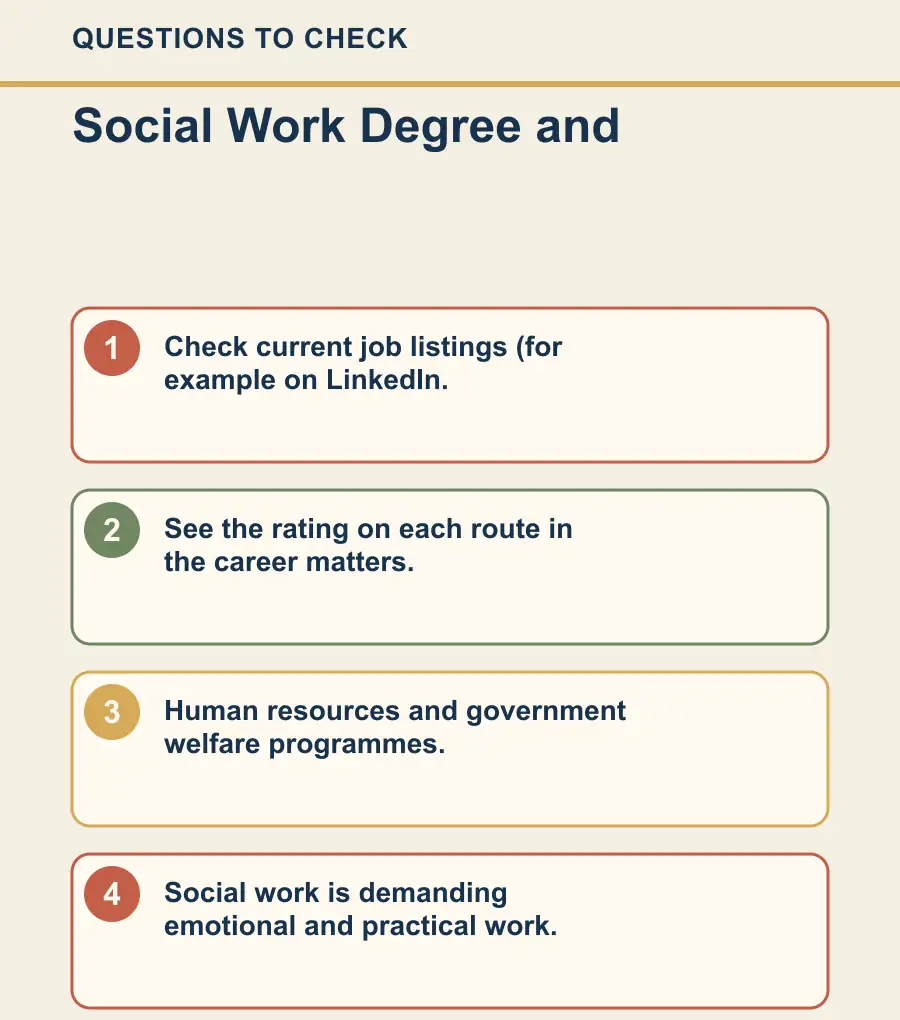 QUESTIONS TO CHECK
Social Work Degree and
1
Check current job listings (for
example on LinkedIn.
2
See the rating on each route in
the career matters.
3
Human resources and government
welfare programmes.
4
Social work is demanding
emotional and practical work.